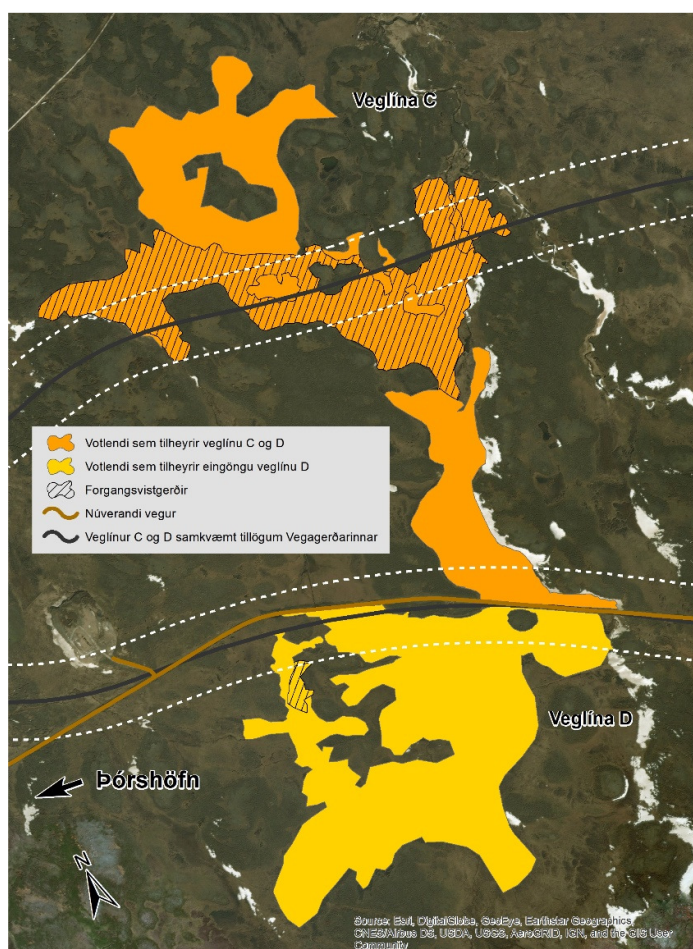 Veglína C
Votlendi sem tilheyrir veglínu C og D
Votlendi sem tilheyrir eingöngu veglínu D
Forgangsvistgerðir
Núverandi vegur
Veglínur C og D samkvæmt tillögum Vegagerðarinnar
Veglína D
Þórshöfn
N
Source: Esri, DigitalGlobe, GeoEye, Earthstar Geographics,
CNES/Airbus DS, USDA, USGS, AeroGRID, IGN, and the GIS User
Community